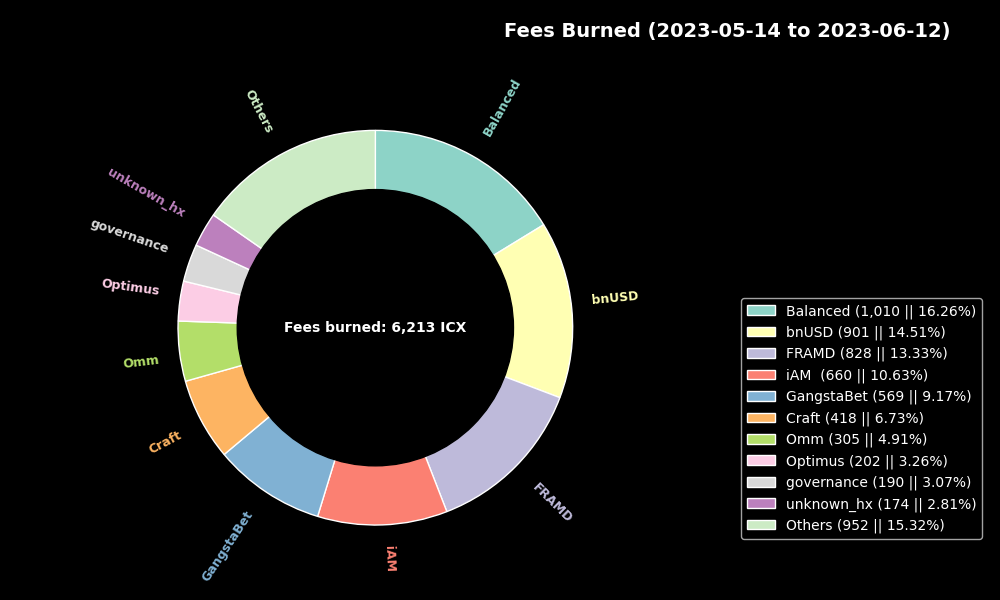 Fees Burned (2023-05-14 to 2023-06-12)
Balanced
Others
unknown_hx
governance
Optimus
bnUSD
Fees burned: 6,213 ICX
Omm
Craft
FRAMD
GangstaBet
iAM
Balanced (1,010 || 16.26%)
bnUSD (901 || 14.51%)
FRAMD (828 || 13.33%)
iAM  (660 || 10.63%)
GangstaBet (569 || 9.17%)
Craft (418 || 6.73%)
Omm (305 || 4.91%)
Optimus (202 || 3.26%)
governance (190 || 3.07%)
unknown_hx (174 || 2.81%)
Others (952 || 15.32%)